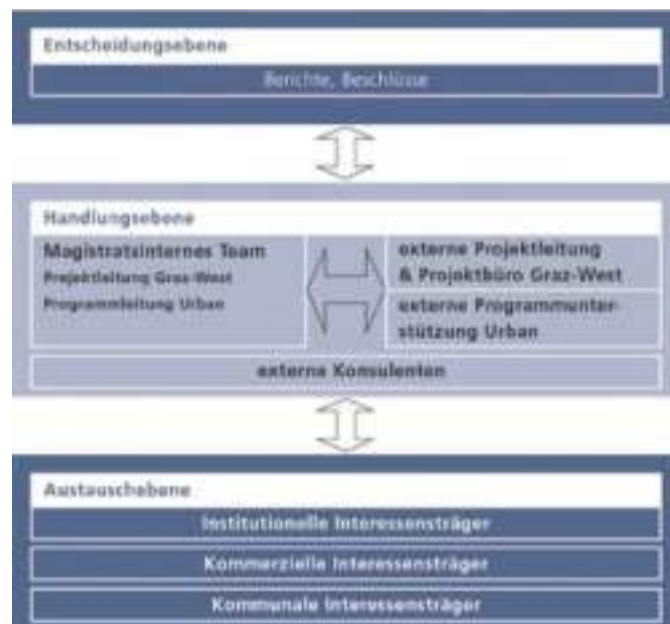 Entscheidungsebene
Berichte, Beschlüsse
Handlungsebene
Magistratsinternes Team
Projektleitung Graz-West
Programmleitung Urban
externe Projektleitung
& Projektbüro Graz-West
externe Programmunter-
stützung Urban
externe Konsulenten
Austauschebene
Institutionelle Interessensträger
Kommerzielle Interessensträger
Kommunale Interessensträger